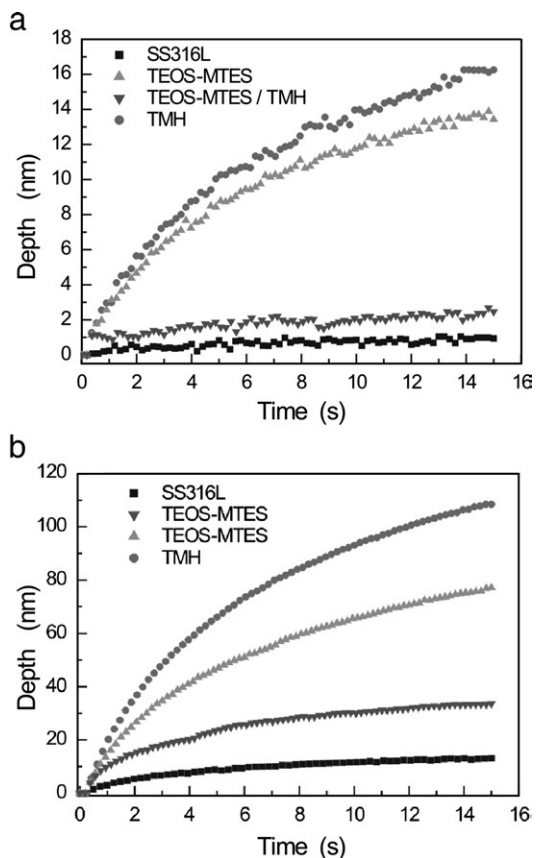 a
18
16
14
12
10
8
6
4
2
0
Depth (nm)
SS316L
TEOS-MTES
TEOS-MTES / TMH
TMH
0 2 4 6 8 10 12 14 16
Time (s)
b
120
100
80
60
40
20
0
Depth (nm)
SS316L
TEOS-MTES
TEOS-MTES
TMH
0 2 4 6 8 10 12 14 16
Time (s)